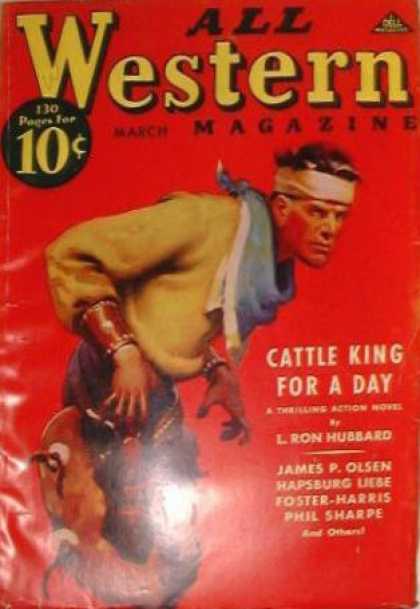 ALL
Western
MAGAZINE
MARCH
130
Pages For
10¢
DELL
CATTLE KING
FOR A DAY
A THRILLING ACTION NOVEL
By
L. RON HUBBARD
JAMES P. OLSEN
HAPSBURG LIEBE
FOSTER-HARRIS
PHIL SHARPE
And Others!